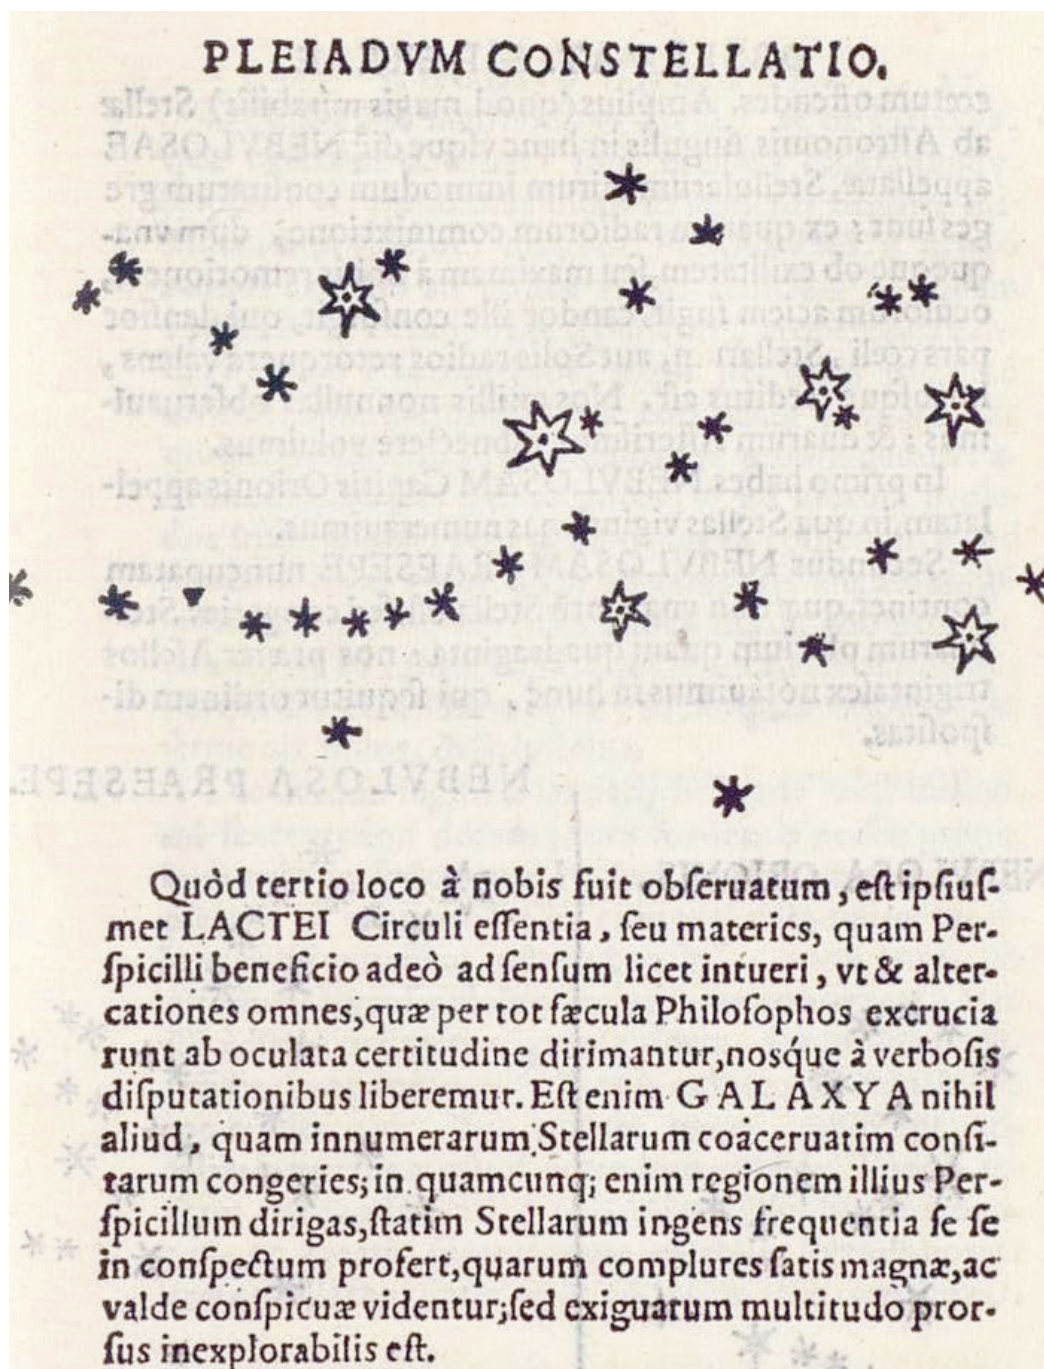 PLEIADVM CONSTELLATIO.
Quòd tertio loco à nobis fuit obſeruatum, eſt ipſiuſ-
met LACTEI Circuli eſſentia, ſeu materies, quam Per-
ſpicilli beneficio adeò ad ſenſum licet intueri, vt & alter-
cationes omnes, quæ per tot ſæcula Philoſophos excrucia
runt ab oculata certitudine dirimantur, nosq́ue à verboſis
diſputationibus liberemur. Eſt enim GALAXYA nihil
aliud, quam innumerarum Stellarum coaceruatim conſi-
tarum congeries; in quamcunq; enim regionem illius Per-
ſpicillum dirigas, ſtatim Stellarum ingens frequentia ſe ſe
in conſpectum profert, quarum complures ſatis magnæ, ac
valde conſpicuæ videntur; ſed exiguarum multitudo pror-
ſus inexplorabilis eſt.